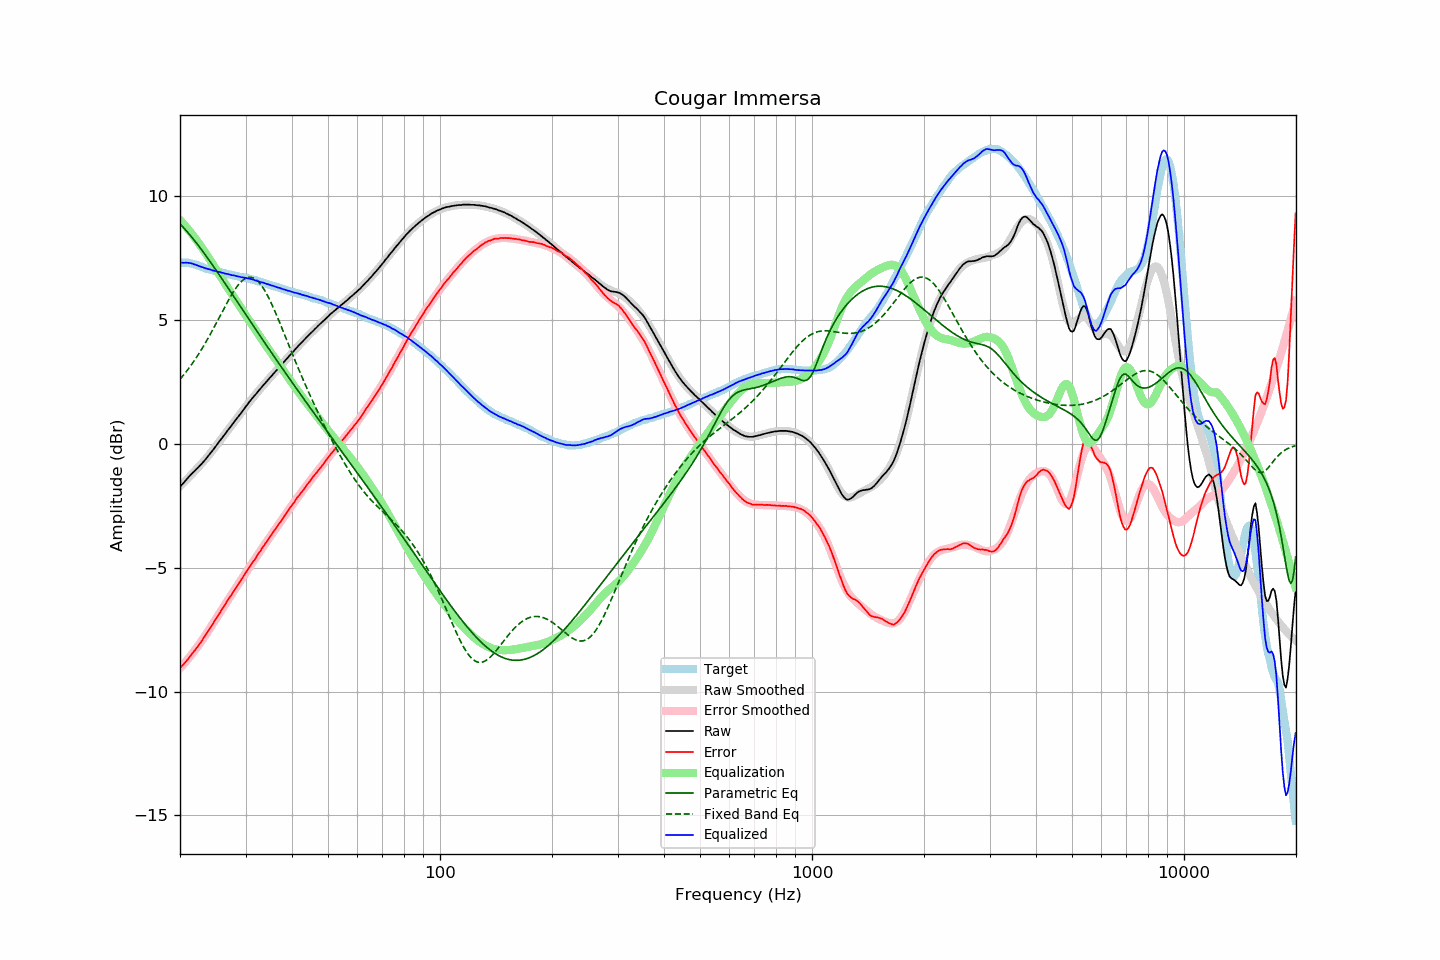 Cougar Immersa
10
5
0
−5
−10
−15
Amplitude (dBr)
Target
Raw Smoothed
Error Smoothed
Raw
Error
Equalization
Parametric Eq
Fixed Band Eq
Equalized
100
1000
10000
Frequency (Hz)